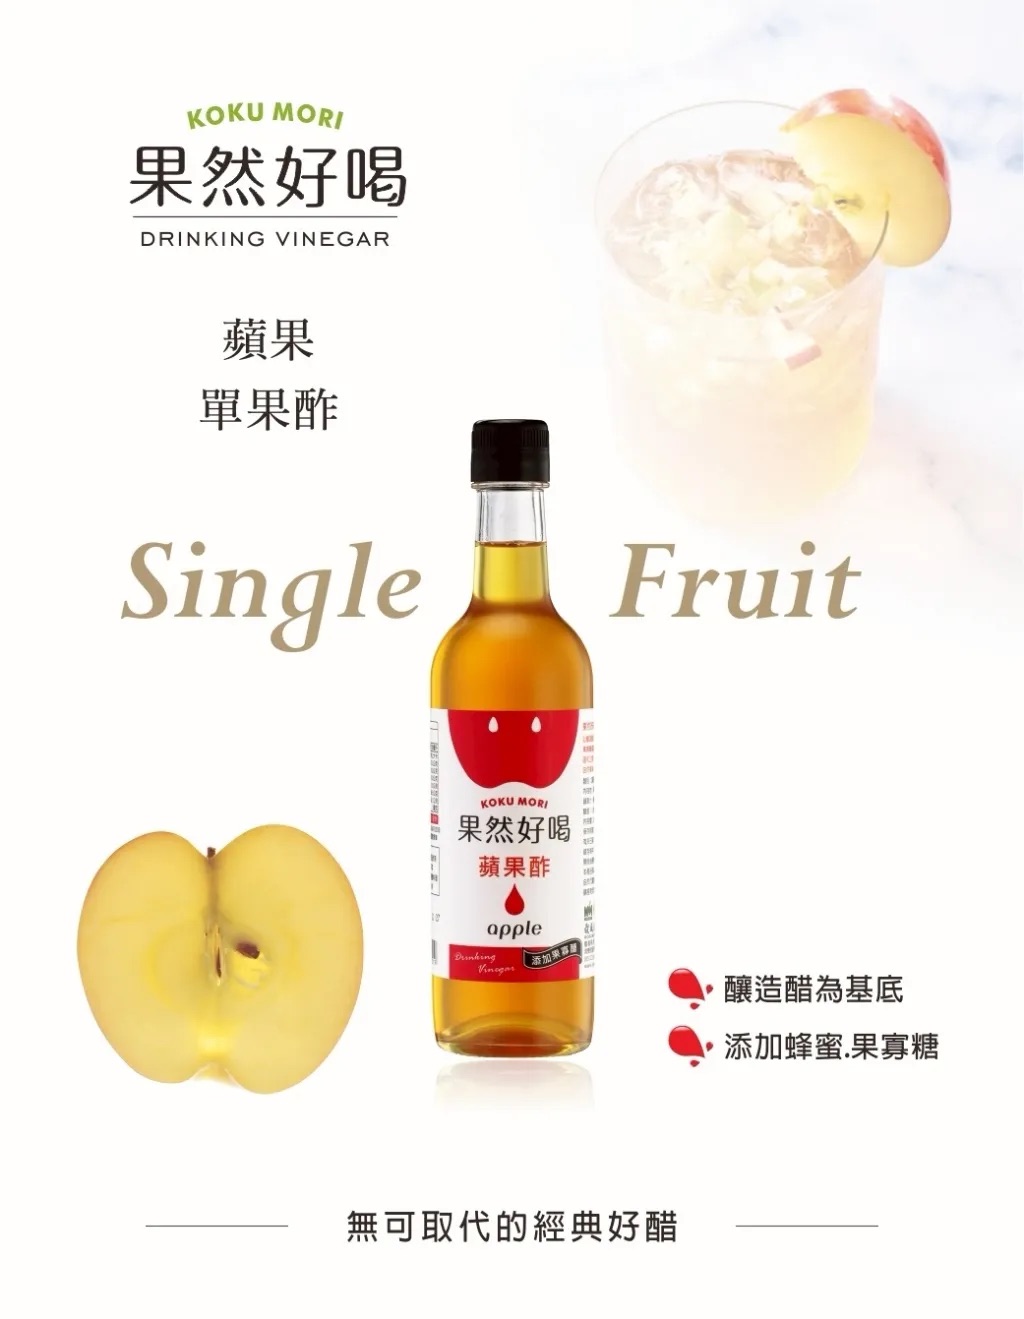 KOKU MORI
果然好喝
DRINKING VINEGAR
蘋果
單果酢
Single Fruit
KOKU MORI
果然好喝
蘋果酢
apple
Drinking
Vinegar
添加果寡糖
釀造醋為基底
添加蜂蜜.果寡糖
無可取代的經典好醋